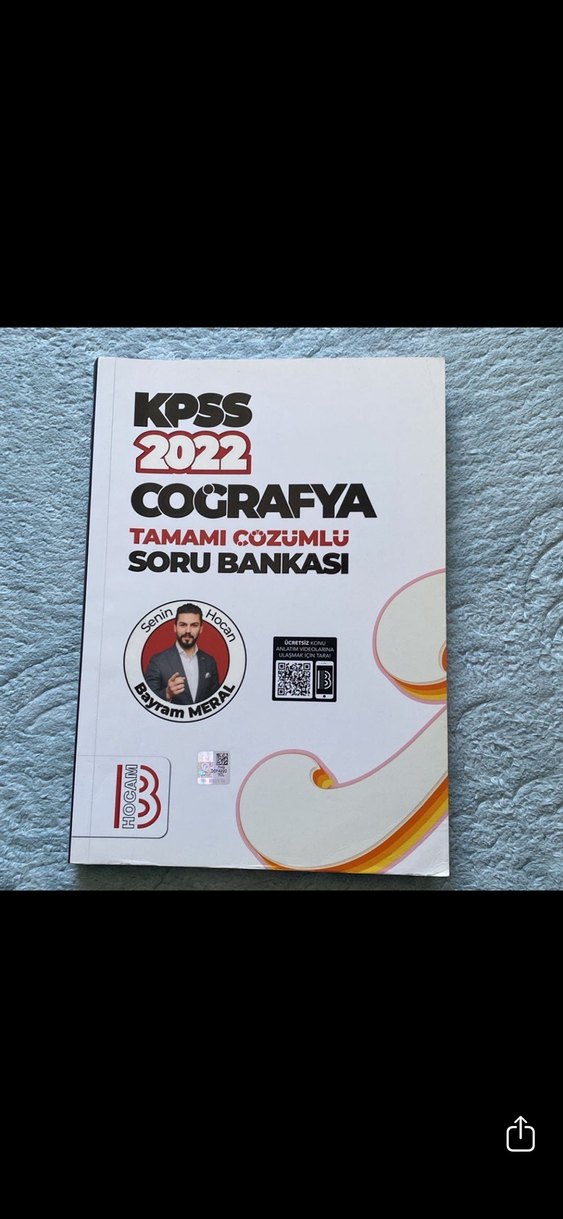 KPSS
2022
COĞRAFYA
TAMAMI ÇÖZÜMLÜ
SORU BANKASI
Senin Hocan
Bayram MERAL
ÜCRETSİZ KONU
ANLATIM VİDEOLARINA
ULAŞMAK İÇİN TARA!
B
HOCAM